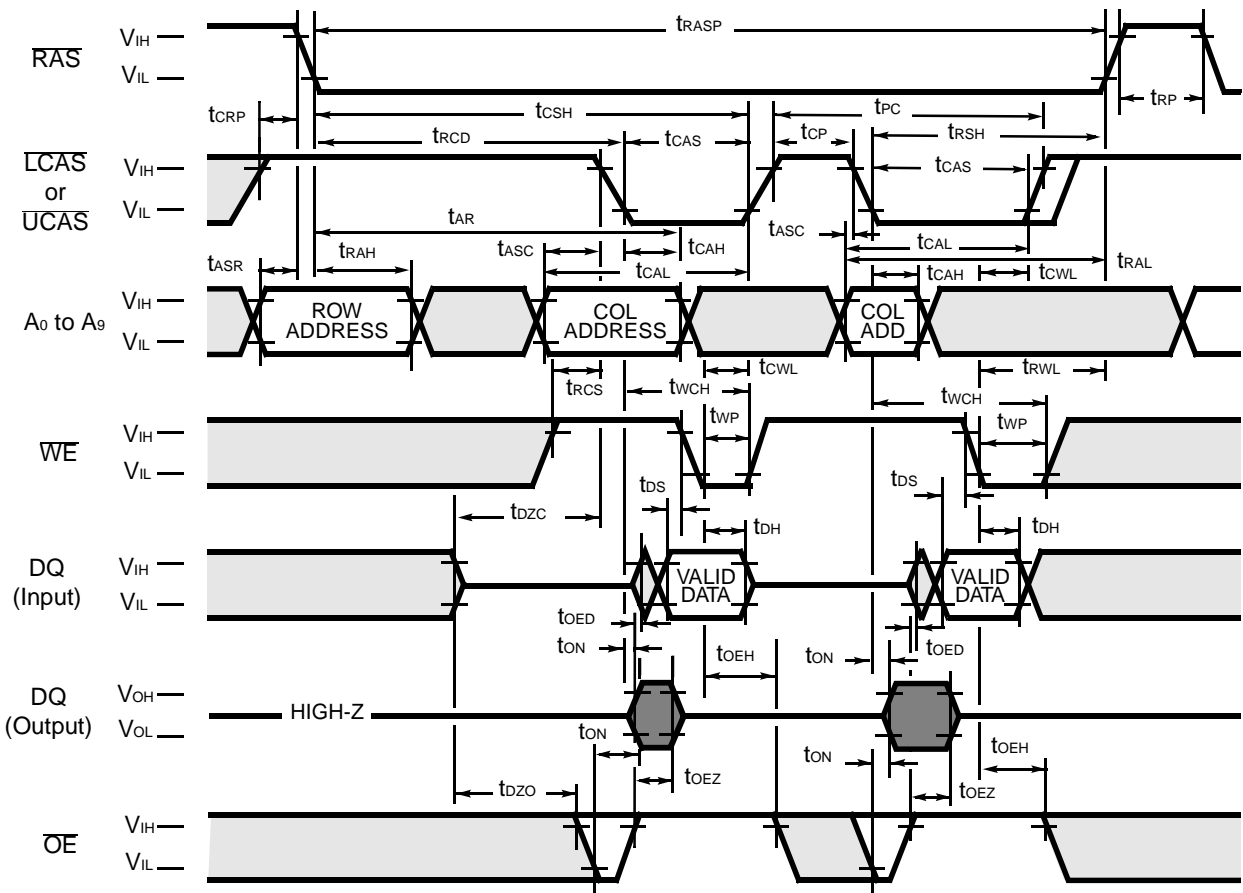 tRASP
VIH
RAS
VIL
tRP
tCRP
tCSH
tPC
tRCD
tCAS
tCP
tRSH
LCAS
or
UCAS
VIH
VIL
tCAS
tAR
tASC
tCAH
tASC
tCAL
tRAL
tASR
tRAH
tCAL
tCAH
tCWL
A0 to A9
VIH
VIL
ROW
ADDRESS
COL
ADDRESS
COL
ADD
tRCS
tWCH
tCWL
tRWL
tWCH
tWP
tWP
WE
VIH
VIL
tDS
tDS
tDZC
tDH
tDH
DQ
(Input)
VIH
VIL
VALID
DATA
VALID
DATA
tOED
tON
tOEH
tON
tOED
DQ
(Output)
VOH
VOL
HIGH-Z
tON
tOEZ
tON
tOEH
tOEZ
tDZO
OE
VIH
VIL